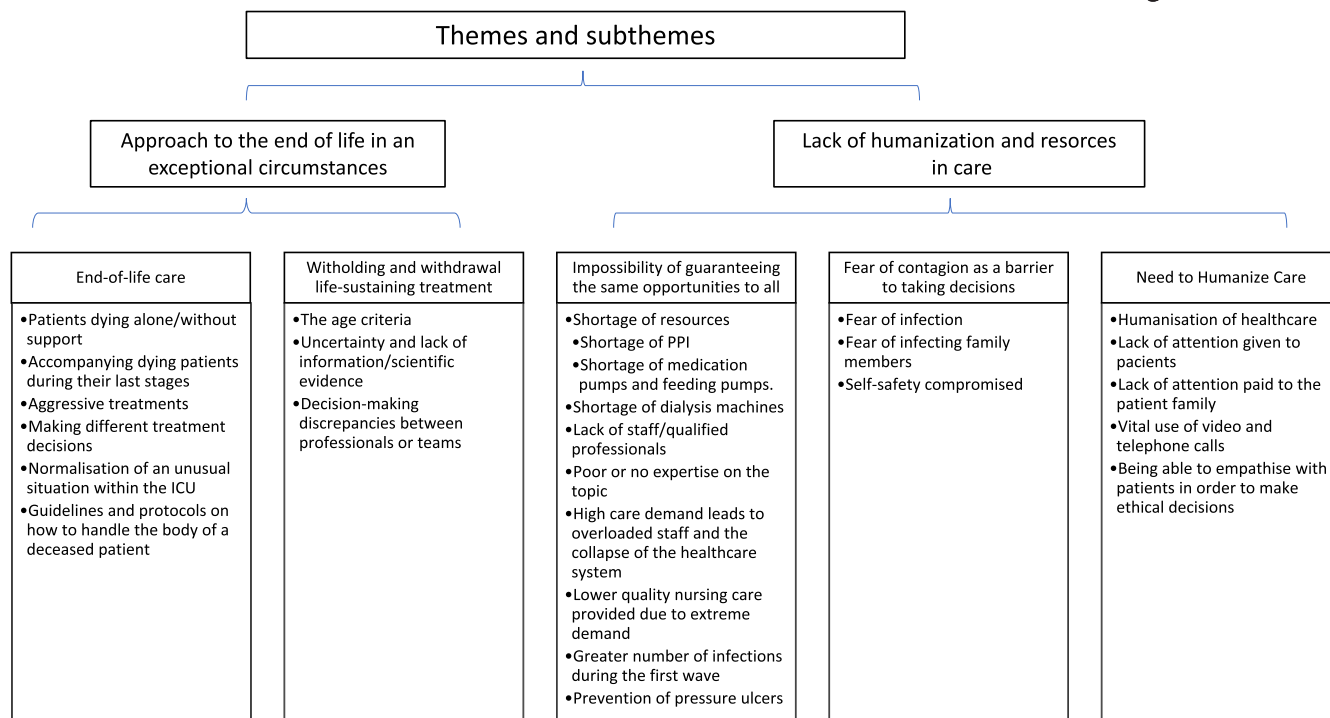 Themes and subthemes
Approach to the end of life in an
exceptional circumstances
Lack of humanization and resorces
in care
End-of-life care
•Patients dying alone/without
support
•Accompanying dying patients
during their last stages
•Aggressive treatments
•Making different treatment
decisions
•Normalisation of an unusual
situation within the ICU
•Guidelines and protocols on
how to handle the body of a
deceased patient
Witholding and withdrawal
life-sustaining treatment
•The age criteria
•Uncertainty and lack of
information/scientific
evidence
•Decision-making
discrepancies between
professionals or teams
Impossibility of guaranteeing
the same opportunities to all
•Shortage of resources
•Shortage of PPI
•Shortage of medication
pumps and feeding pumps.
•Shortage of dialysis machines
•Lack of staff/qualified
professionals
•Poor or no expertise on the
topic
•High care demand leads to
overloaded staff and the
collapse of the healthcare
system
•Lower quality nursing care
provided due to extreme
demand
•Greater number of infections
during the first wave
•Prevention of pressure ulcers
Fear of contagion as a barrier
to taking decisions
•Fear of infection
•Fear of infecting family
members
•Self-safety compromised
Need to Humanize Care
•Humanisation of healthcare
•Lack of attention given to
pacients
•Lack of attention paid to the
patient family
•Vital use of video and
telephone calls
•Being able to empathise with
patients in order to make
ethical decisions